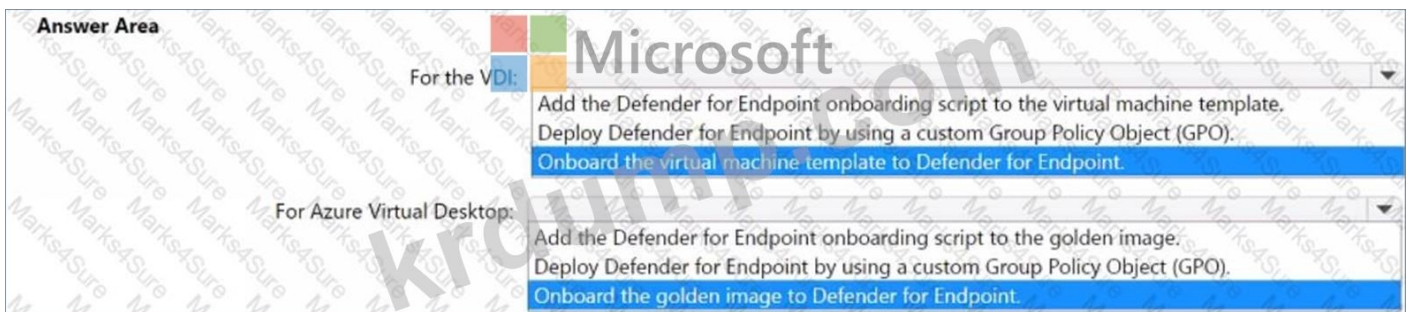 Answer Area
Microsoft
For the VDI:
Add the Defender for Endpoint onboarding script to the virtual machine template.
Deploy Defender for Endpoint by using a custom Group Policy Object (GPO).
Onboard the virtual machine template to Defender for Endpoint.
For Azure Virtual Desktop:
Add the Defender for Endpoint onboarding script to the golden image.
Deploy Defender for Endpoint by using a custom Group Policy Object (GPO).
Onboard the golden image to Defender for Endpoint.
krdump.com
Marks4Sure